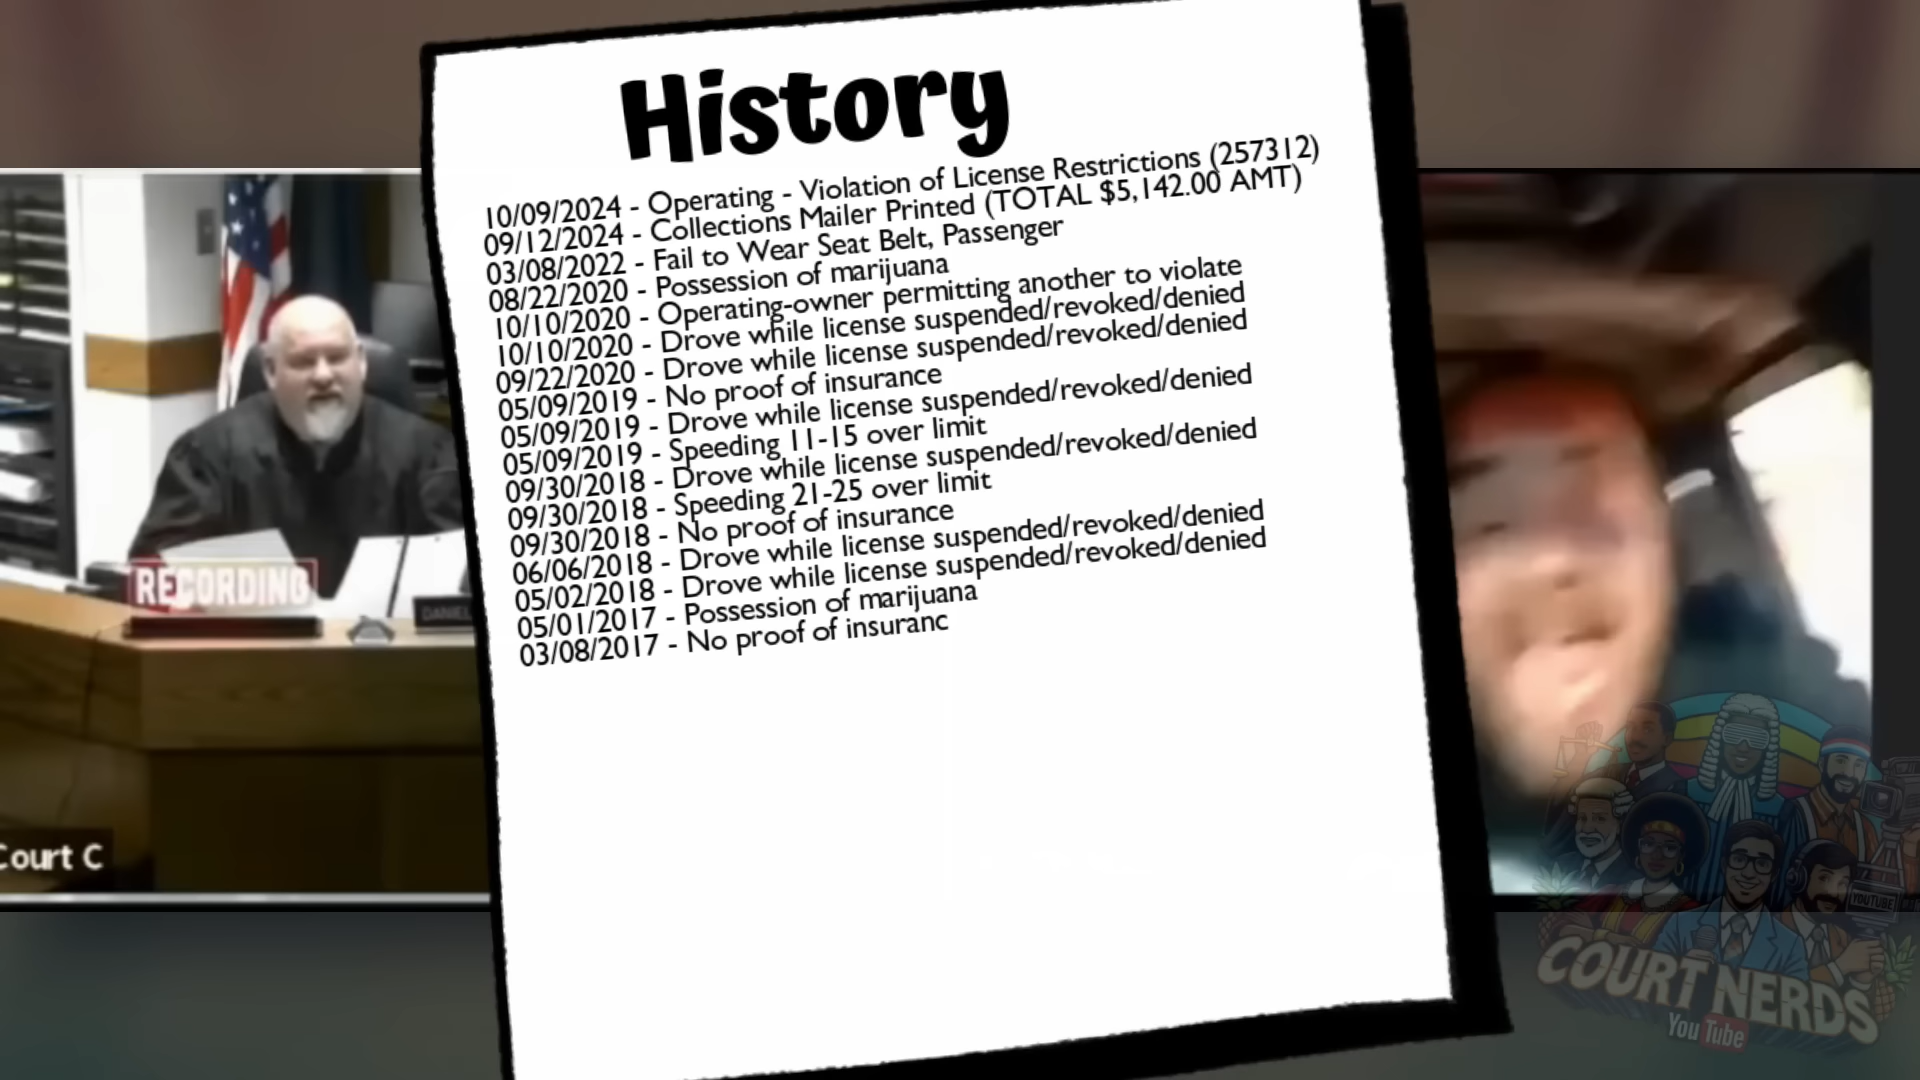 History
10/09/2024 - Operating - Violation of License Restrictions (257312)
09/12/2024 - Collections Mailer Printed (TOTAL $5,142.00 AMT)
03/08/2022 - Fail to Wear Seat Belt, Passenger
08/22/2020 - Possession of marijuana
10/10/2020 - Operating-owner permitting another to violate
10/10/2020 - Drove while license suspended/revoked/denied
09/22/2020 - Drove while license suspended/revoked/denied
05/09/2019 - No proof of insurance
05/09/2019 - Drove while license suspended/revoked/denied
05/09/2019 - Speeding 11-15 over limit
09/30/2018 - Drove while license suspended/revoked/denied
09/30/2018 - Speeding 21-25 over limit
09/30/2018 - No proof of insurance
06/06/2018 - Drove while license suspended/revoked/denied
05/02/2018 - Drove while license suspended/revoked/denied
05/01/2017 - Possession of marijuana
03/08/2017 - No proof of insuranc
RECORDING
DANIEL
Court C
YOUTUBE
COURT NERDS
YouTube